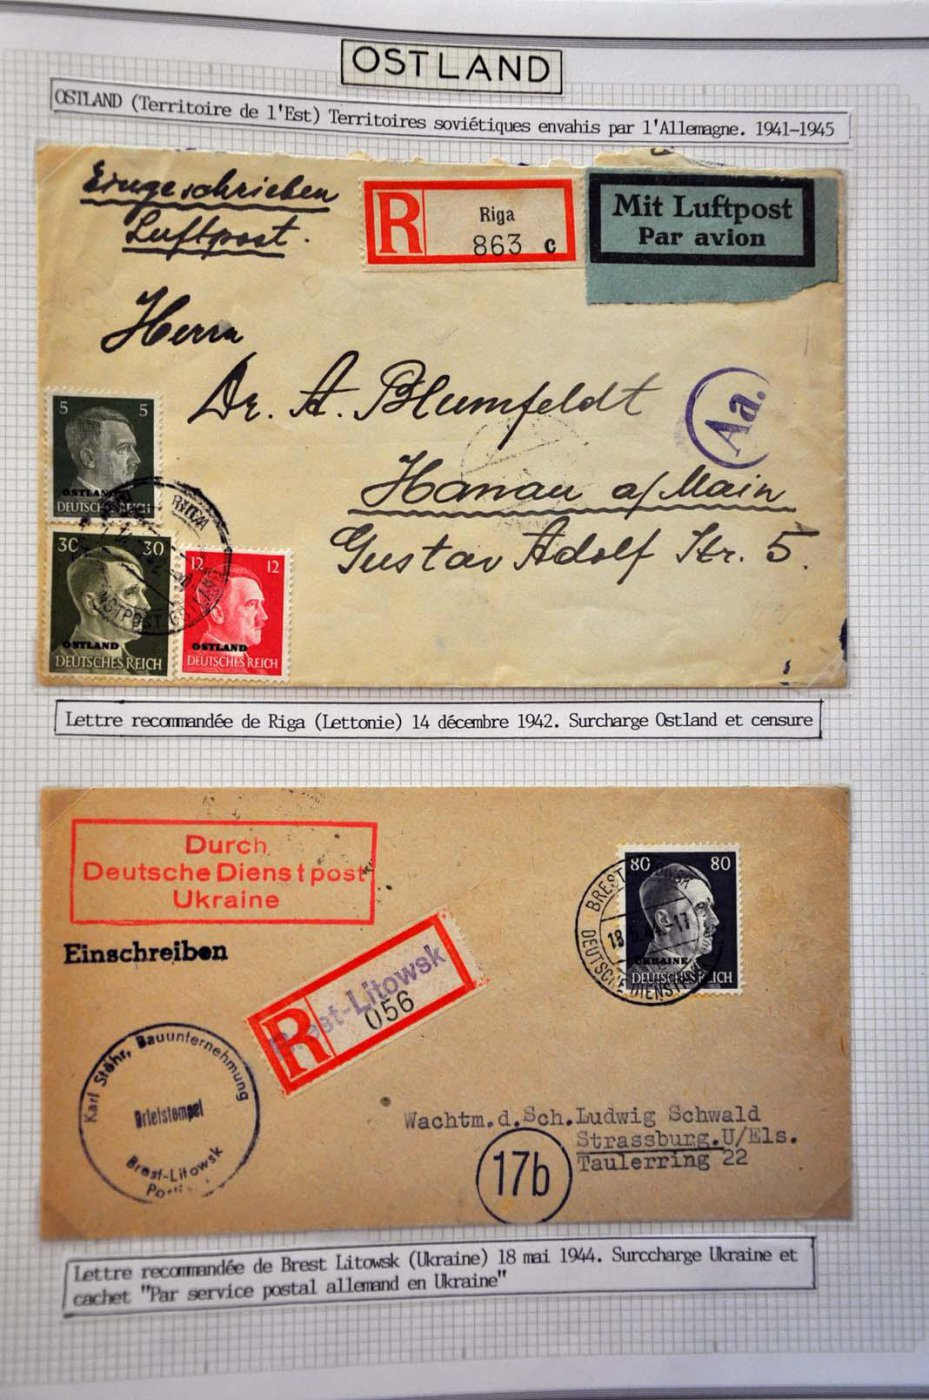 OSTLAND
OSTLAND (Territoire de l'Est) Territoires soviétiques envahis par l'Allemagne. 1941-1945
Eingeschrieben
Luftpost.
R
Riga
863 c
Mit Luftpost
Par avion
Herrn
Dr. A. Blumfeldt
Hanau a/Main
Gustav Adolf Str. 5.
Aa.
5 5
OSTLAND
DEUTSCHES REICH
30 30
OSTLAND
DEUTSCHES REICH
12 12
OSTLAND
DEUTSCHES REICH
Lettre recommandée de Riga (Lettonie) 14 décembre 1942. Surcharge Ostland et censure
Durch
Deutsche Dienstpost
Ukraine
Einschreiben
R
Brest-Litowsk
056
80 80
UKRAINE
DEUTSCHES REICH
BREST
DEUTSCHE DIENSTPOST
Karl Stöhr, Bauunternehmung
Briefstempel
Brest-Litowsk
Wachtm.d.Sch.Ludwig Schwald
Strassburg.U/Els.
Taulerring 22
17b
Lettre recommandée de Brest Litowsk (Ukraine) 18 mai 1944. Surccharge Ukraine et
cachet "Par service postal allemand en Ukraine"